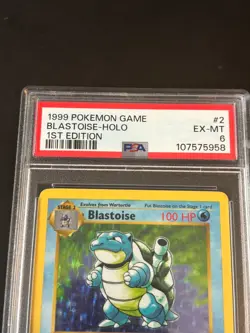 1999 POKEMON GAME #2
BLASTOISE-HOLO EX-MT
1ST EDITION 6
PSA 107575958
STAGE 2 Evolves from Wartortle Put Blastoise on the Stage 1 card
Blastoise 100 HP